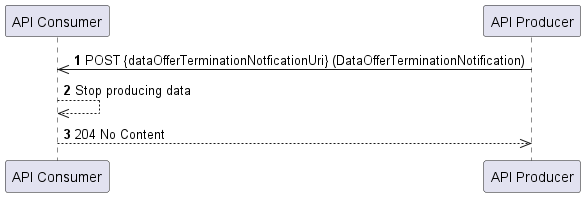 API Consumer
API Producer
1 POST {dataOfferTerminationNotficationUri} (DataOfferTerminationNotification)
2 Stop producing data
3 204 No Content
API Consumer
API Producer